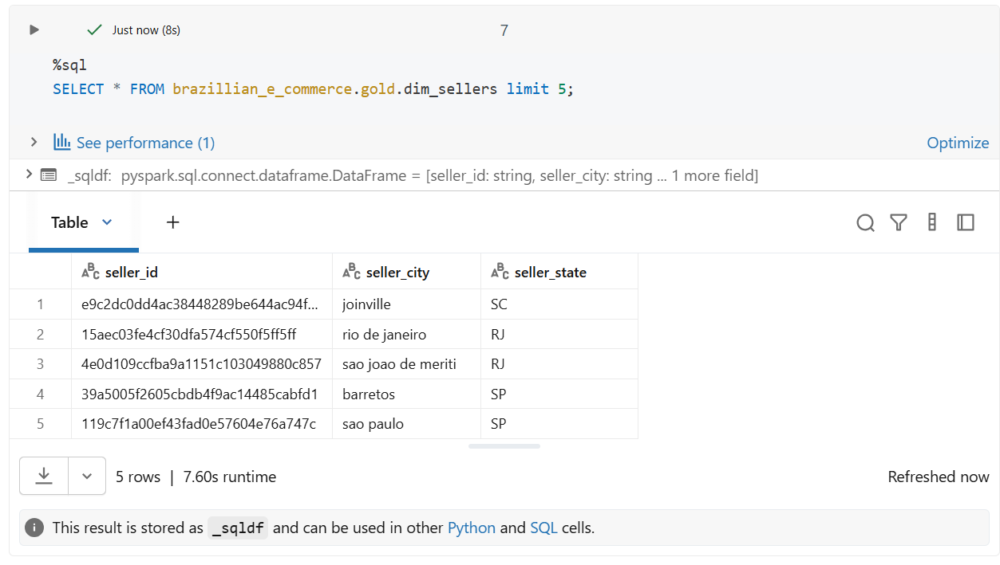 Just now (8s)
7
%sql
SELECT * FROM brazillian_e_commerce.gold.dim_sellers limit 5;
See performance (1)
Optimize
_sqldf: pyspark.sql.connect.dataframe.DataFrame = [seller_id: string, seller_city: string ... 1 more field]
Table
seller_id seller_city seller_state
1 e9c2dc0dd4ac38448289be644ac94f... joinville SC
2 15aec03fe4cf30dfa574cf550f5ff5ff rio de janeiro RJ
3 4e0d109ccfba9a1151c103049880c857 sao joao de meriti RJ
4 39a5005f2605cbdb4f9ac14485cabfd1 barretos SP
5 119c7f1a00ef43fad0e57604e76a747c sao paulo SP
5 rows | 7.60s runtime
Refreshed now
This result is stored as _sqldf and can be used in other Python and SQL cells.